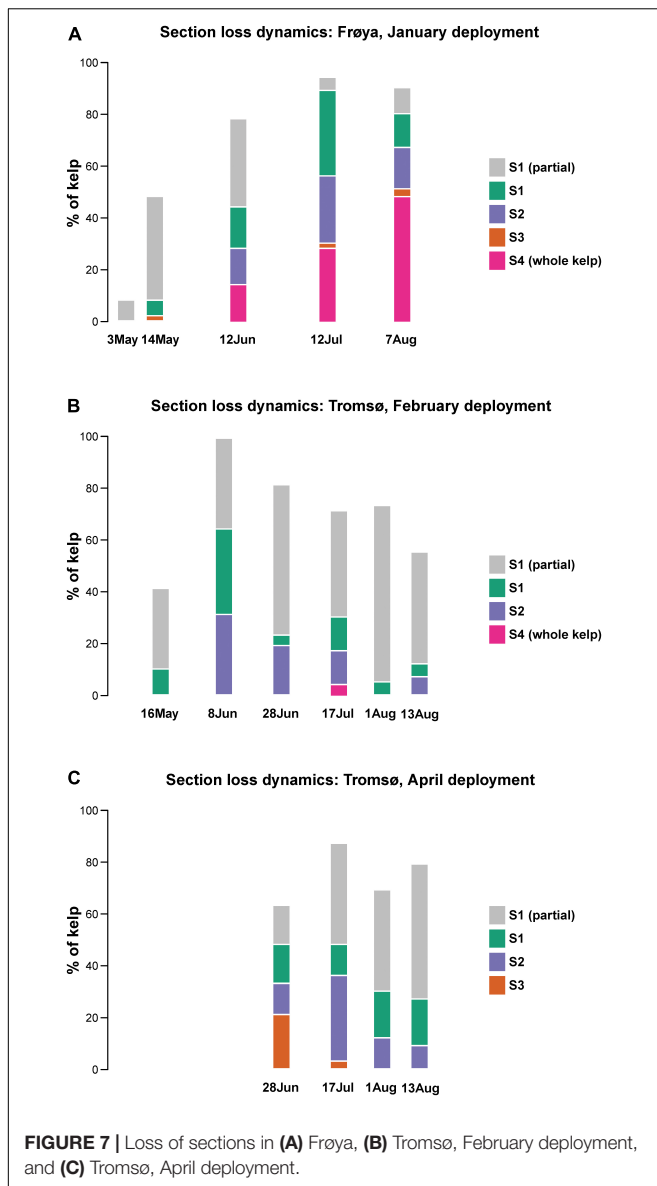 A
Section loss dynamics: Frøya, January deployment
% of kelp
100
80
60
40
20
0
3May 14May 12Jun 12Jul 7Aug
S1 (partial)
S1
S2
S3
S4 (whole kelp)
B
Section loss dynamics: Tromsø, February deployment
% of kelp
100
80
60
40
20
0
16May 8Jun 28Jun 17Jul 1Aug 13Aug
S1 (partial)
S1
S2
S4 (whole kelp)
C
Section loss dynamics: Tromsø, April deployment
% of kelp
100
80
60
40
20
0
28Jun 17Jul 1Aug 13Aug
S1 (partial)
S1
S2
S3
FIGURE 7 | Loss of sections in (A) Frøya, (B) Tromsø, February deployment,
and (C) Tromsø, April deployment.